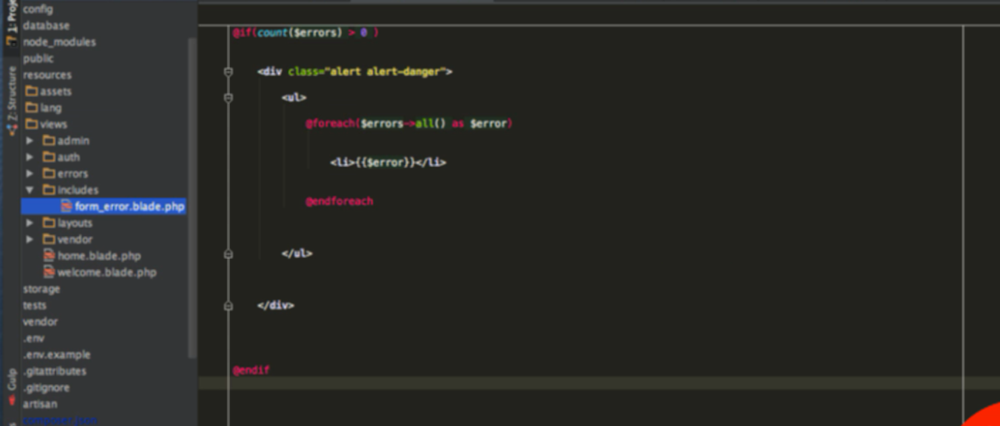 1: Proj
Z: Structure
Gulp
config
database
node_modules
public
resources
assets
lang
views
admin
auth
errors
includes
form_error.blade.php
layouts
vendor
home.blade.php
welcome.blade.php
storage
tests
vendor
.env
.env.example
.gitattributes
.gitignore
artisan
composer.json
@if(count($errors) > 0 )
<div class="alert alert-danger">
<ul>
@foreach($errors->all() as $error)
<li>{{$error}}</li>
@endforeach
</ul>
</div>
@endif